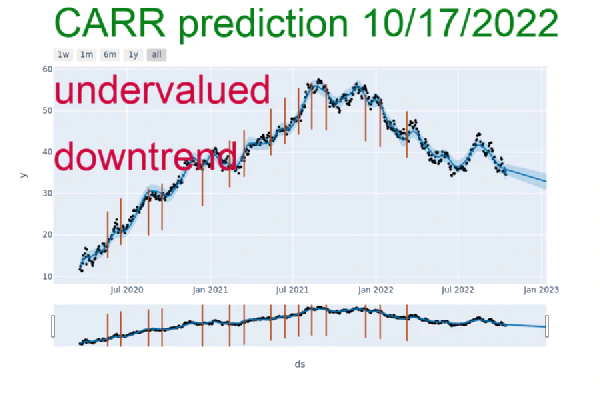 CARR prediction 10/17/2022
1w 1m 6m 1y all
60
undervalued
50
40
downtrend
30
20
10
y
Jul 2020 Jan 2021 Jul 2021 Jan 2022 Jul 2022 Jan 2023
ds